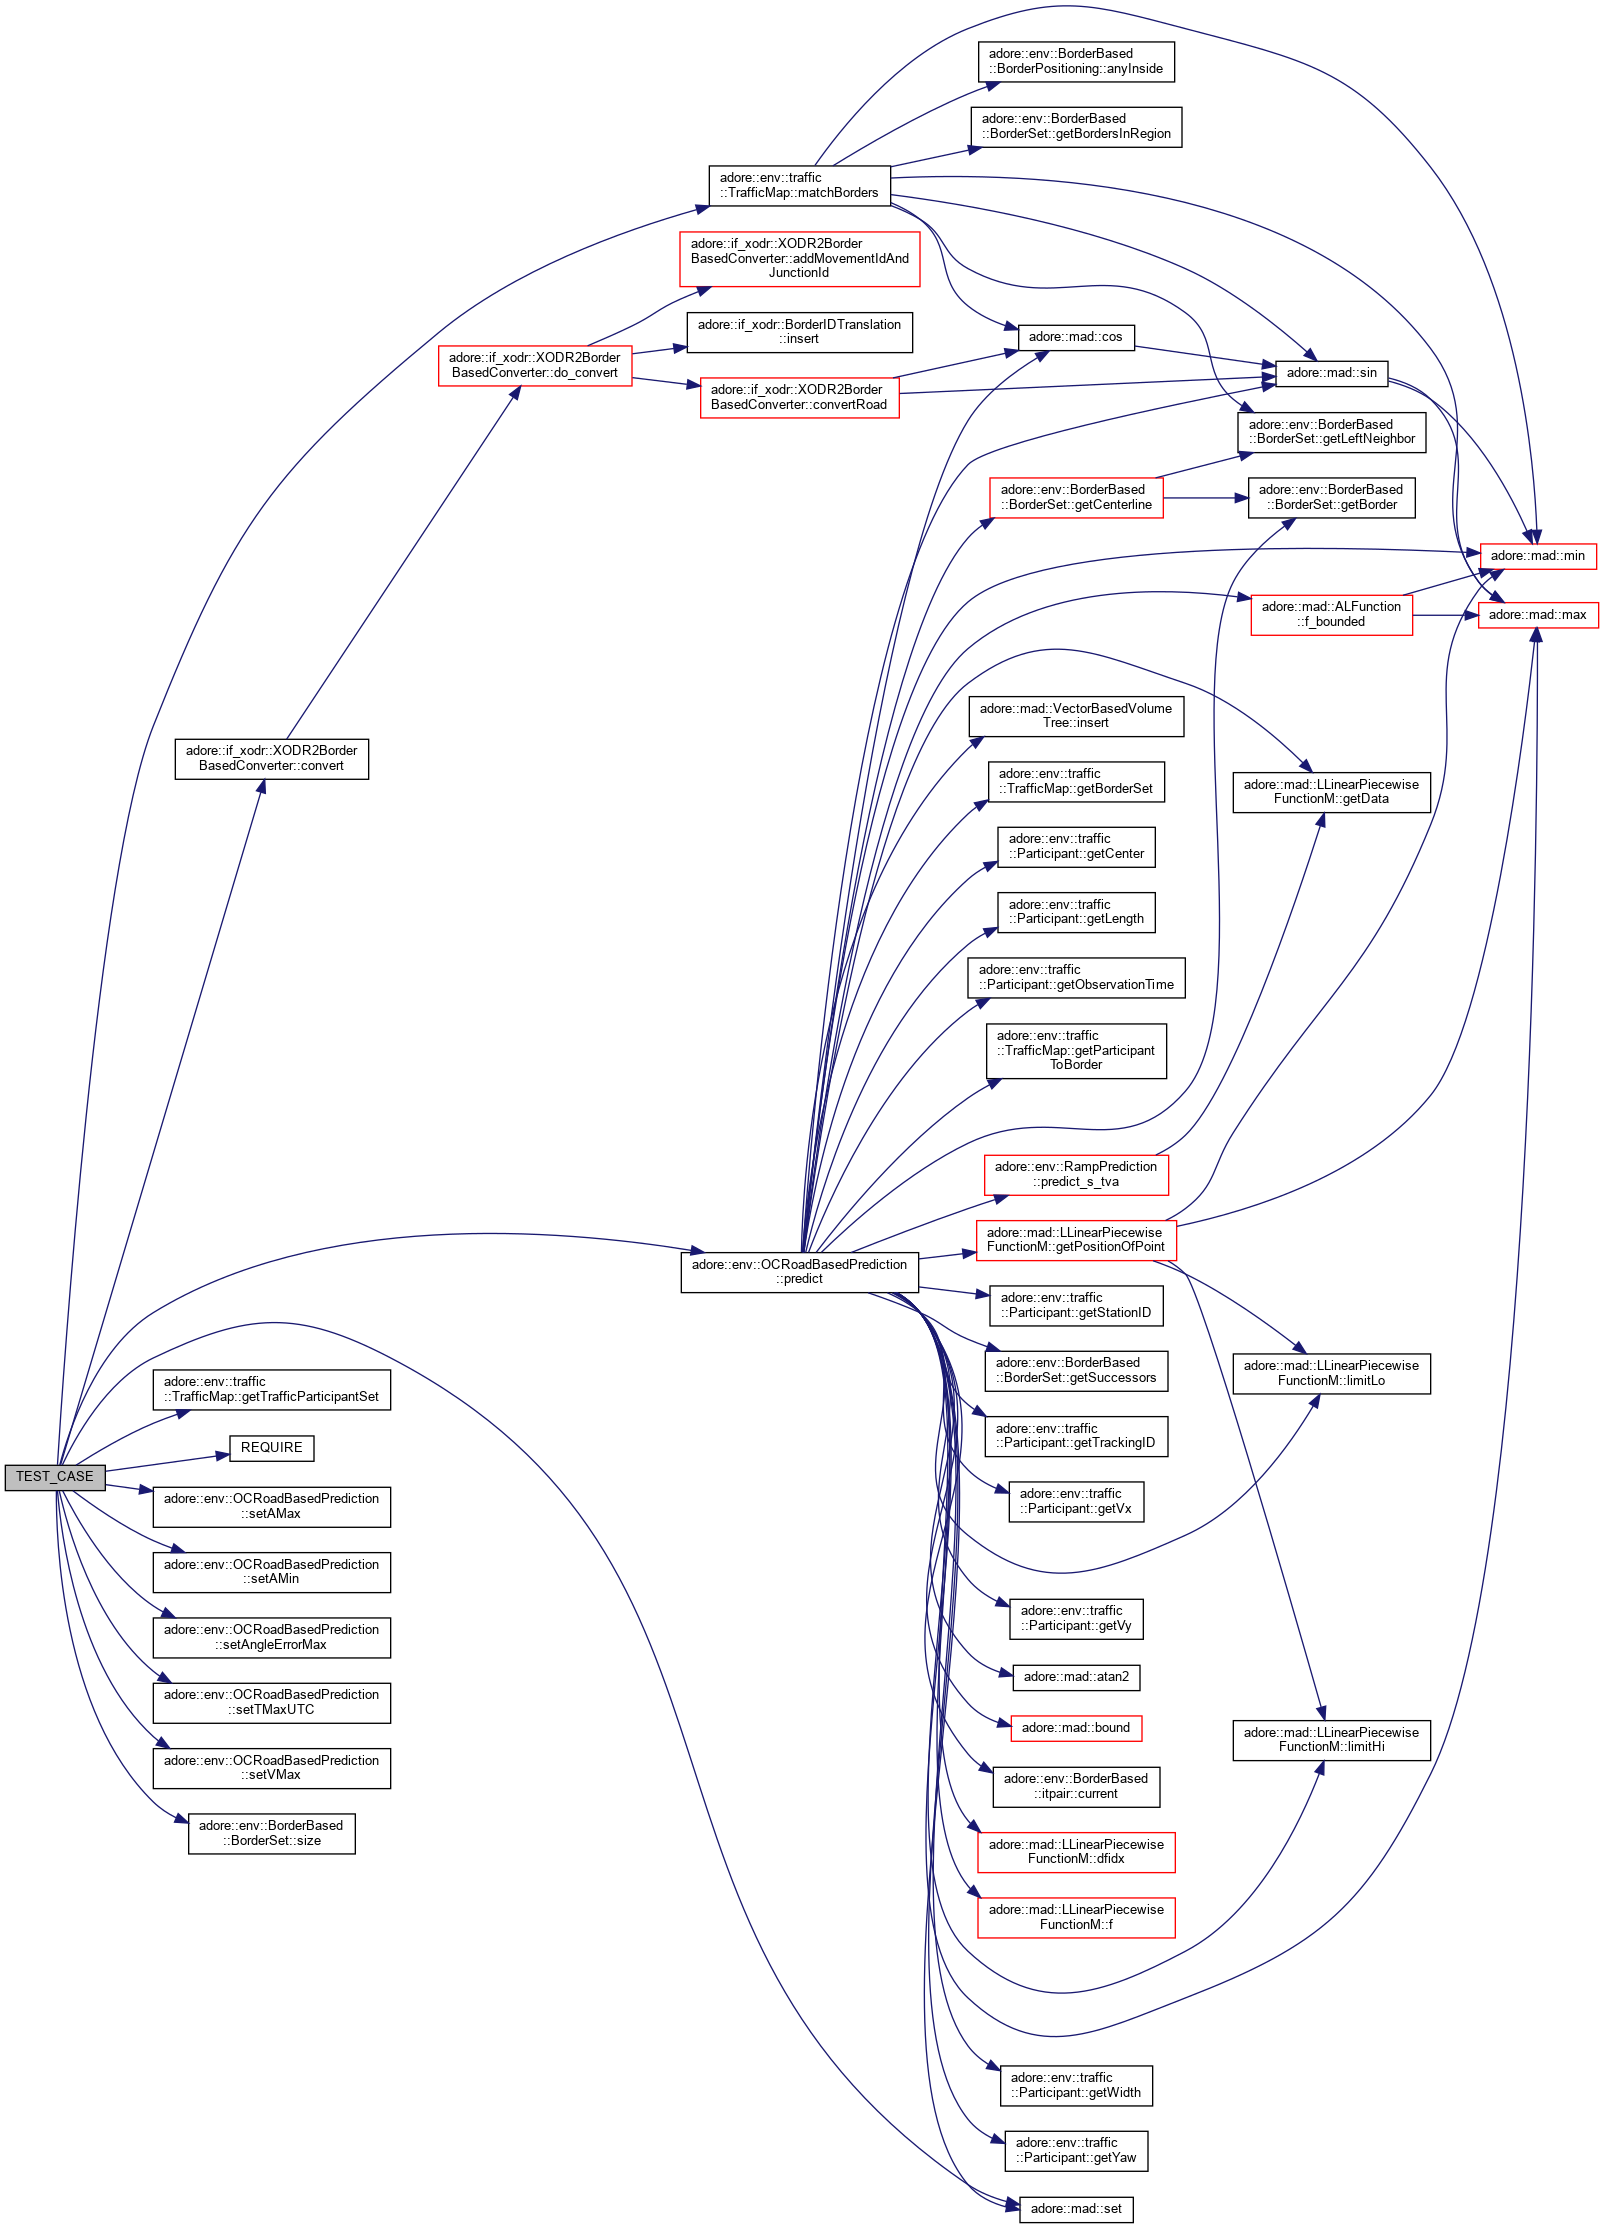 adore::env::BorderBased
::BorderPositioning::anyInside
adore::env::BorderBased
::BorderSet::getBordersInRegion
adore::env::traffic
::TrafficMap::matchBorders
adore::if_xodr::XODR2Border
BasedConverter::addMovementIdAnd
JunctionId
adore::if_xodr::BorderIDTranslation
::insert
adore::mad::cos
adore::if_xodr::XODR2Border
BasedConverter::do_convert
adore::mad::sin
adore::if_xodr::XODR2Border
BasedConverter::convertRoad
adore::env::BorderBased
::BorderSet::getLeftNeighbor
adore::env::BorderBased
::BorderSet::getCenterline
adore::env::BorderBased
::BorderSet::getBorder
adore::mad::min
adore::mad::ALFunction
::f_bounded
adore::mad::max
adore::mad::VectorBasedVolume
Tree::insert
adore::if_xodr::XODR2Border
BasedConverter::convert
adore::env::traffic
::TrafficMap::getBorderSet
adore::mad::LLinearPiecewise
FunctionM::getData
adore::env::traffic
::Participant::getCenter
adore::env::traffic
::Participant::getLength
adore::env::traffic
::Participant::getObservationTime
adore::env::traffic
::TrafficMap::getParticipant
ToBorder
adore::env::RampPrediction
::predict_s_tva
adore::mad::LLinearPiecewise
FunctionM::getPositionOfPoint
adore::env::OCRoadBasedPrediction
::predict
adore::env::traffic
::Participant::getStationID
adore::env::BorderBased
::BorderSet::getSuccessors
adore::mad::LLinearPiecewise
FunctionM::limitLo
adore::env::traffic
::TrafficMap::getTrafficParticipantSet
adore::env::traffic
::Participant::getTrackingID
REQUIRE
TEST_CASE
adore::env::OCRoadBasedPrediction
::setAMax
adore::env::traffic
::Participant::getVx
adore::env::OCRoadBasedPrediction
::setAMin
adore::env::traffic
::Participant::getVy
adore::env::OCRoadBasedPrediction
::setAngleErrorMax
adore::mad::atan2
adore::env::OCRoadBasedPrediction
::setTMaxUTC
adore::mad::bound
adore::mad::LLinearPiecewise
FunctionM::limitHi
adore::env::OCRoadBasedPrediction
::setVMax
adore::env::BorderBased
::itpair::current
adore::env::BorderBased
::BorderSet::size
adore::mad::LLinearPiecewise
FunctionM::dfidx
adore::mad::LLinearPiecewise
FunctionM::f
adore::env::traffic
::Participant::getWidth
adore::env::traffic
::Participant::getYaw
adore::mad::set